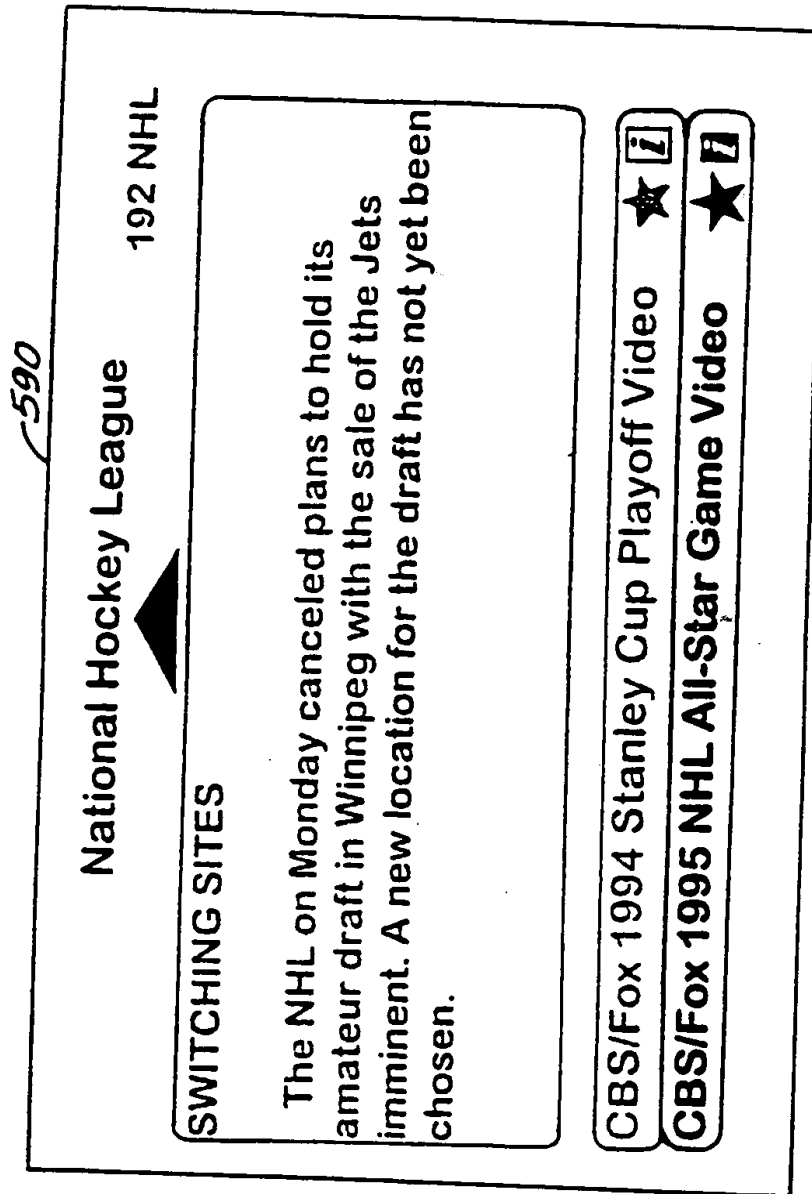 590
National Hockey League
192 NHL
SWITCHING SITES
The NHL on Monday canceled plans to hold its
amateur draft in Winnipeg with the sale of the Jets
imminent. A new location for the draft has not yet been
chosen.
CBS/Fox 1994 Stanley Cup Playoff Video i
CBS/Fox 1995 NHL All-Star Game Video i